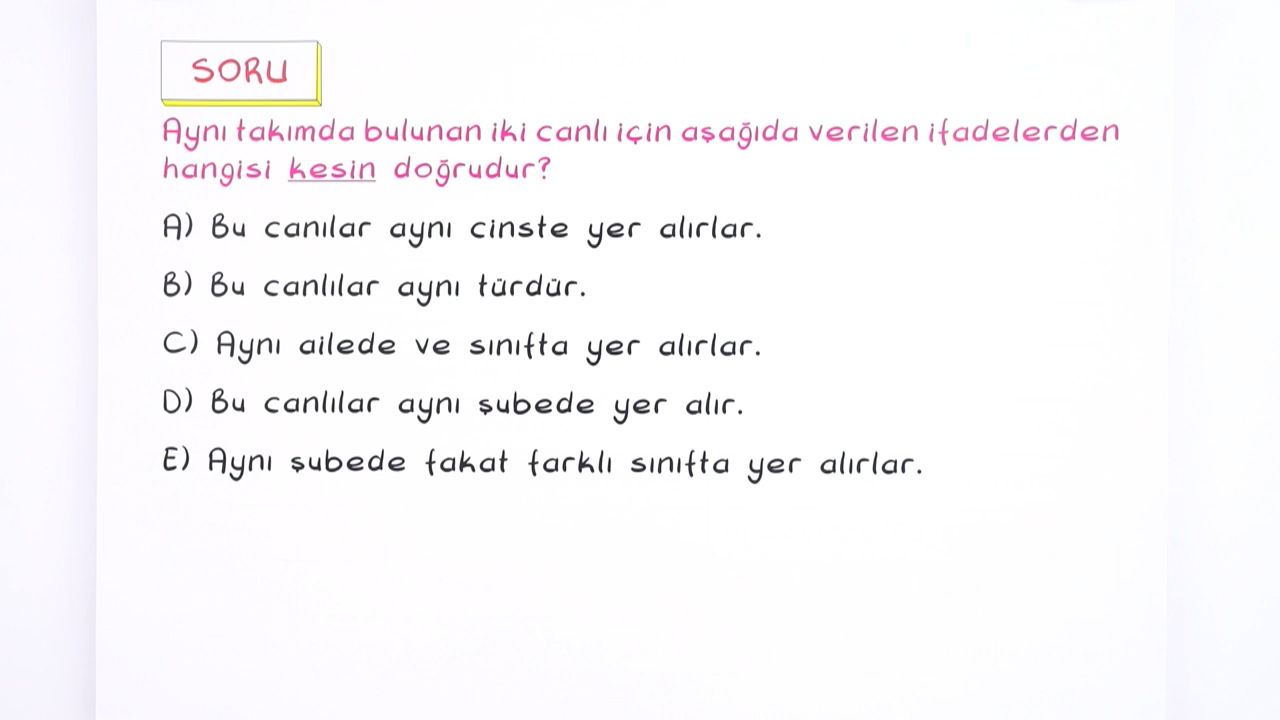 SORU
Aynı takımda bulunan iki canlı için aşağıda verilen ifadelerden
hangisi kesin doğrudur?
A) Bu canılar aynı cinste yer alırlar.
B) Bu canlılar aynı türdür.
C) Aynı ailede ve sınıfta yer alırlar.
D) Bu canlılar aynı şubede yer alır.
E) Aynı şubede fakat farklı sınıfta yer alırlar.